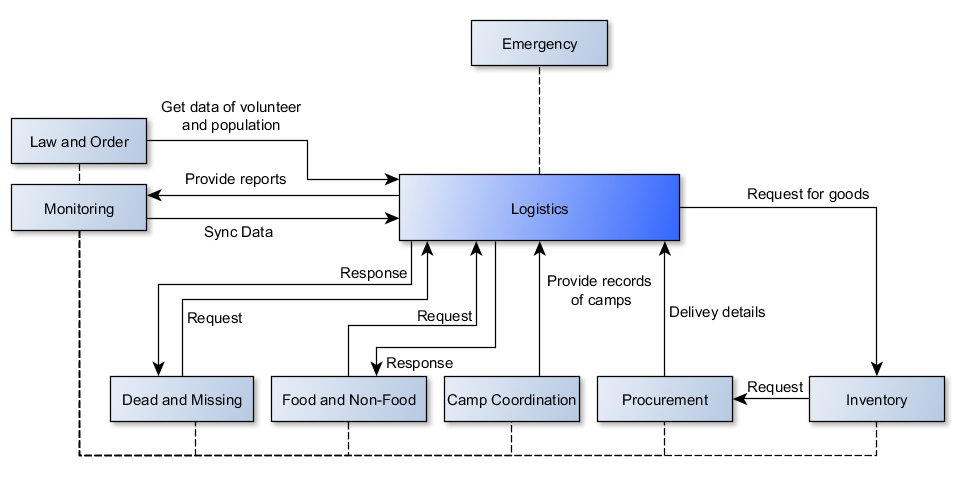 Emergency
Get data of volunteer
and population
Law and Order
Provide reports
Monitoring
Logistics
Request for goods
Sync Data
Response
Provide records
of camps
Request
Request
Delivey details
Response
Request
Dead and Missing
Food and Non-Food
Camp Coordination
Procurement
Inventory